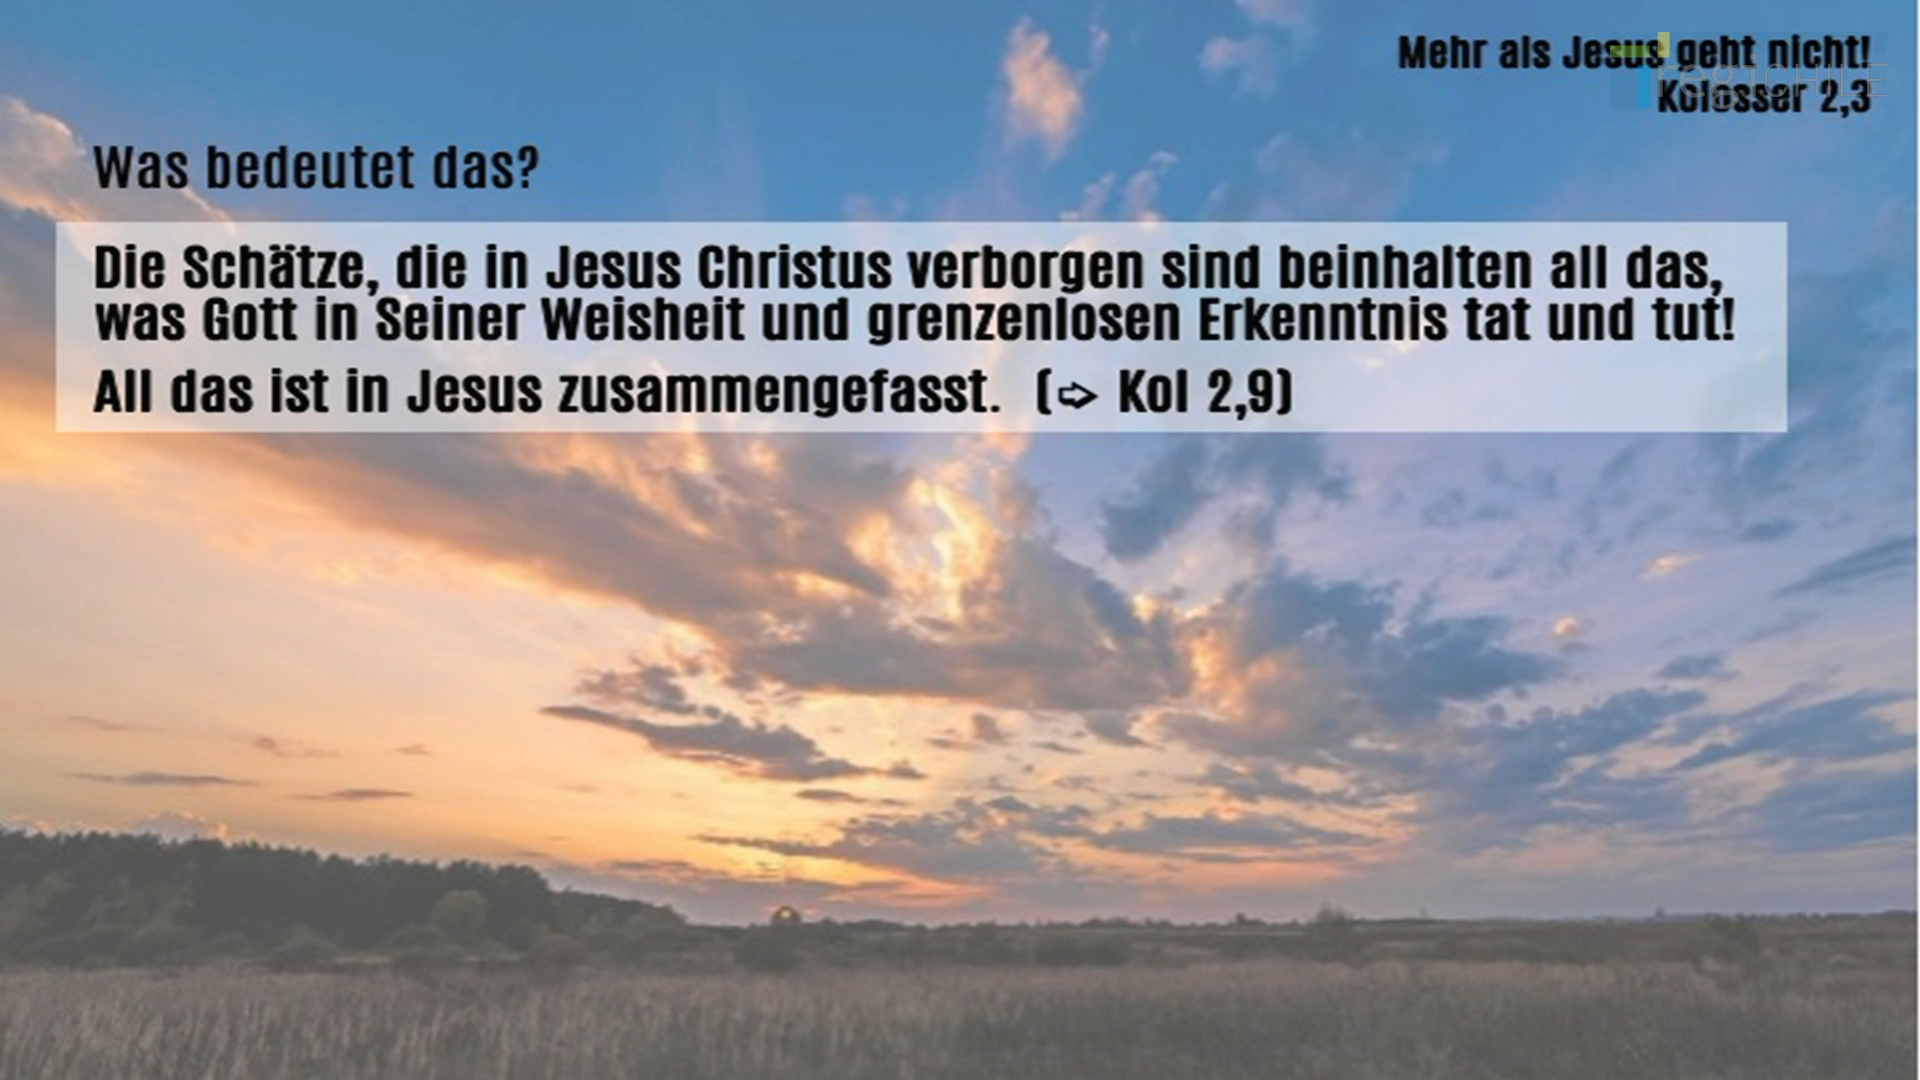 Mehr als Jesus geht nicht!
Kolosser 2,3
Was bedeutet das?
Die Schätze, die in Jesus Christus verborgen sind beinhalten all das,
was Gott in Seiner Weisheit und grenzenlosen Erkenntnis tat und tut!
All das ist in Jesus zusammengefasst. (➩ Kol 2,9)